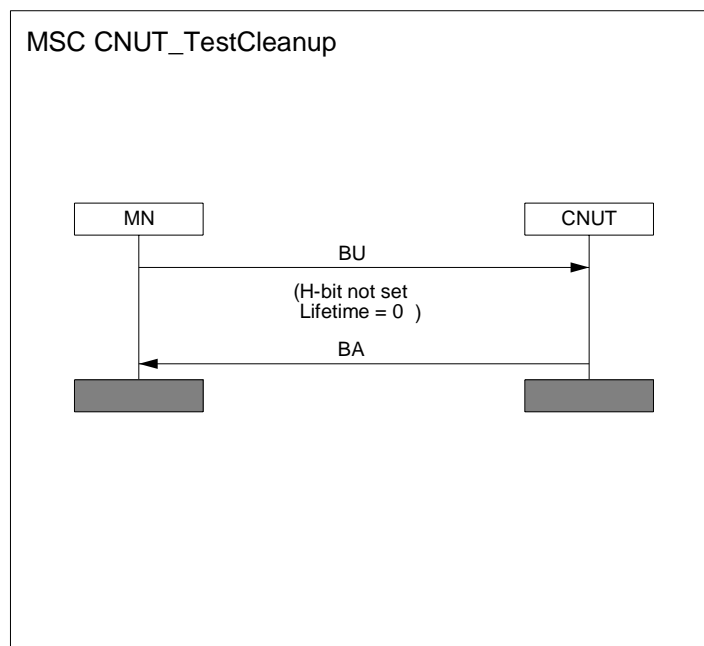 MSC CNUT_TestCleanup
MN
CNUT
BU
(H-bit not set
Lifetime = 0 )
BA